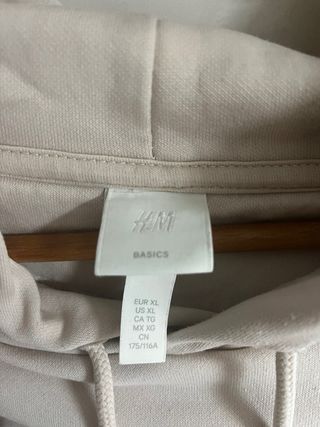 H&M
BASICS
EUR XL
US XL
CA TG
MX XG
CN
175/116A